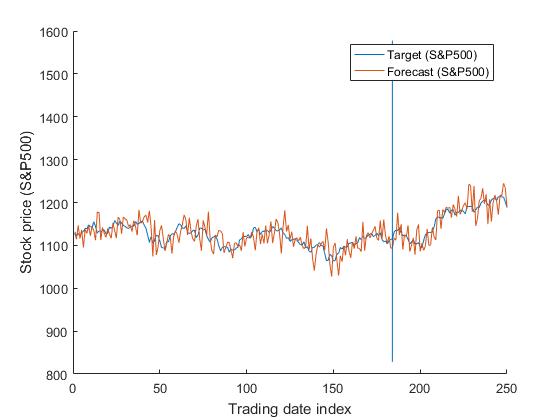 1600
1500
1400
1300
1200
1100
1000
900
800
Stock price (S&P500)
Target (S&P500)
Forecast (S&P500)
0 50 100 150 200 250
Trading date index